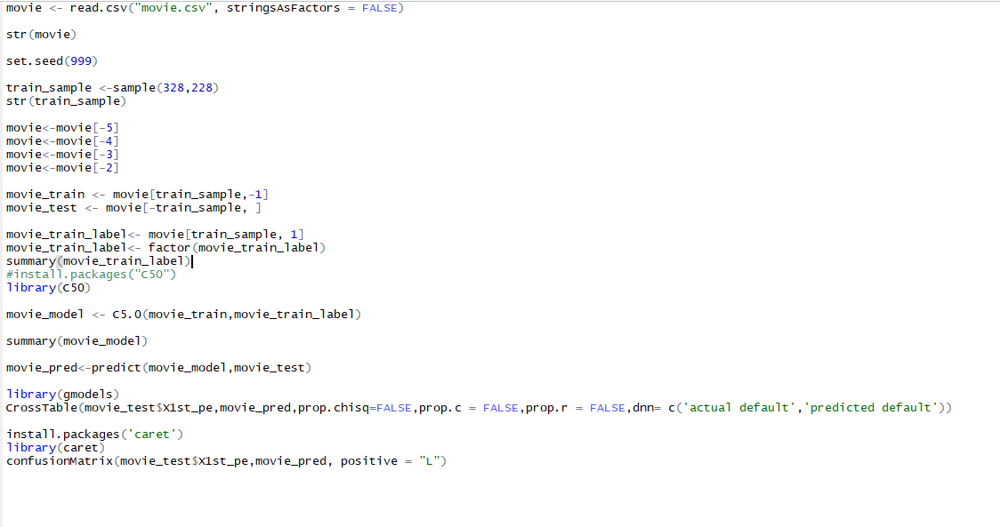 movie <- read.csv("movie.csv", stringsAsFactors = FALSE)
str(movie)
set.seed(999)
train_sample <-sample(328,228)
str(train_sample)
movie<-movie[-5]
movie<-movie[-4]
movie<-movie[-3]
movie<-movie[-2]
movie_train <- movie[train_sample,-1]
movie_test <- movie[-train_sample, ]
movie_train_label<- movie[train_sample, 1]
movie_train_label<- factor(movie_train_label)
summary(movie_train_label)
#install.packages("C50")
library(C50)
movie_model <- C5.0(movie_train,movie_train_label)
summary(movie_model)
movie_pred<-predict(movie_model,movie_test)
library(gmodels)
CrossTable(movie_test$X1st_pe,movie_pred,prop.chisq=FALSE,prop.c = FALSE,prop.r = FALSE,dnn= c('actual default','predicted default'))
install.packages('caret')
library(caret)
confusionMatrix(movie_test$X1st_pe,movie_pred, positive = "L")